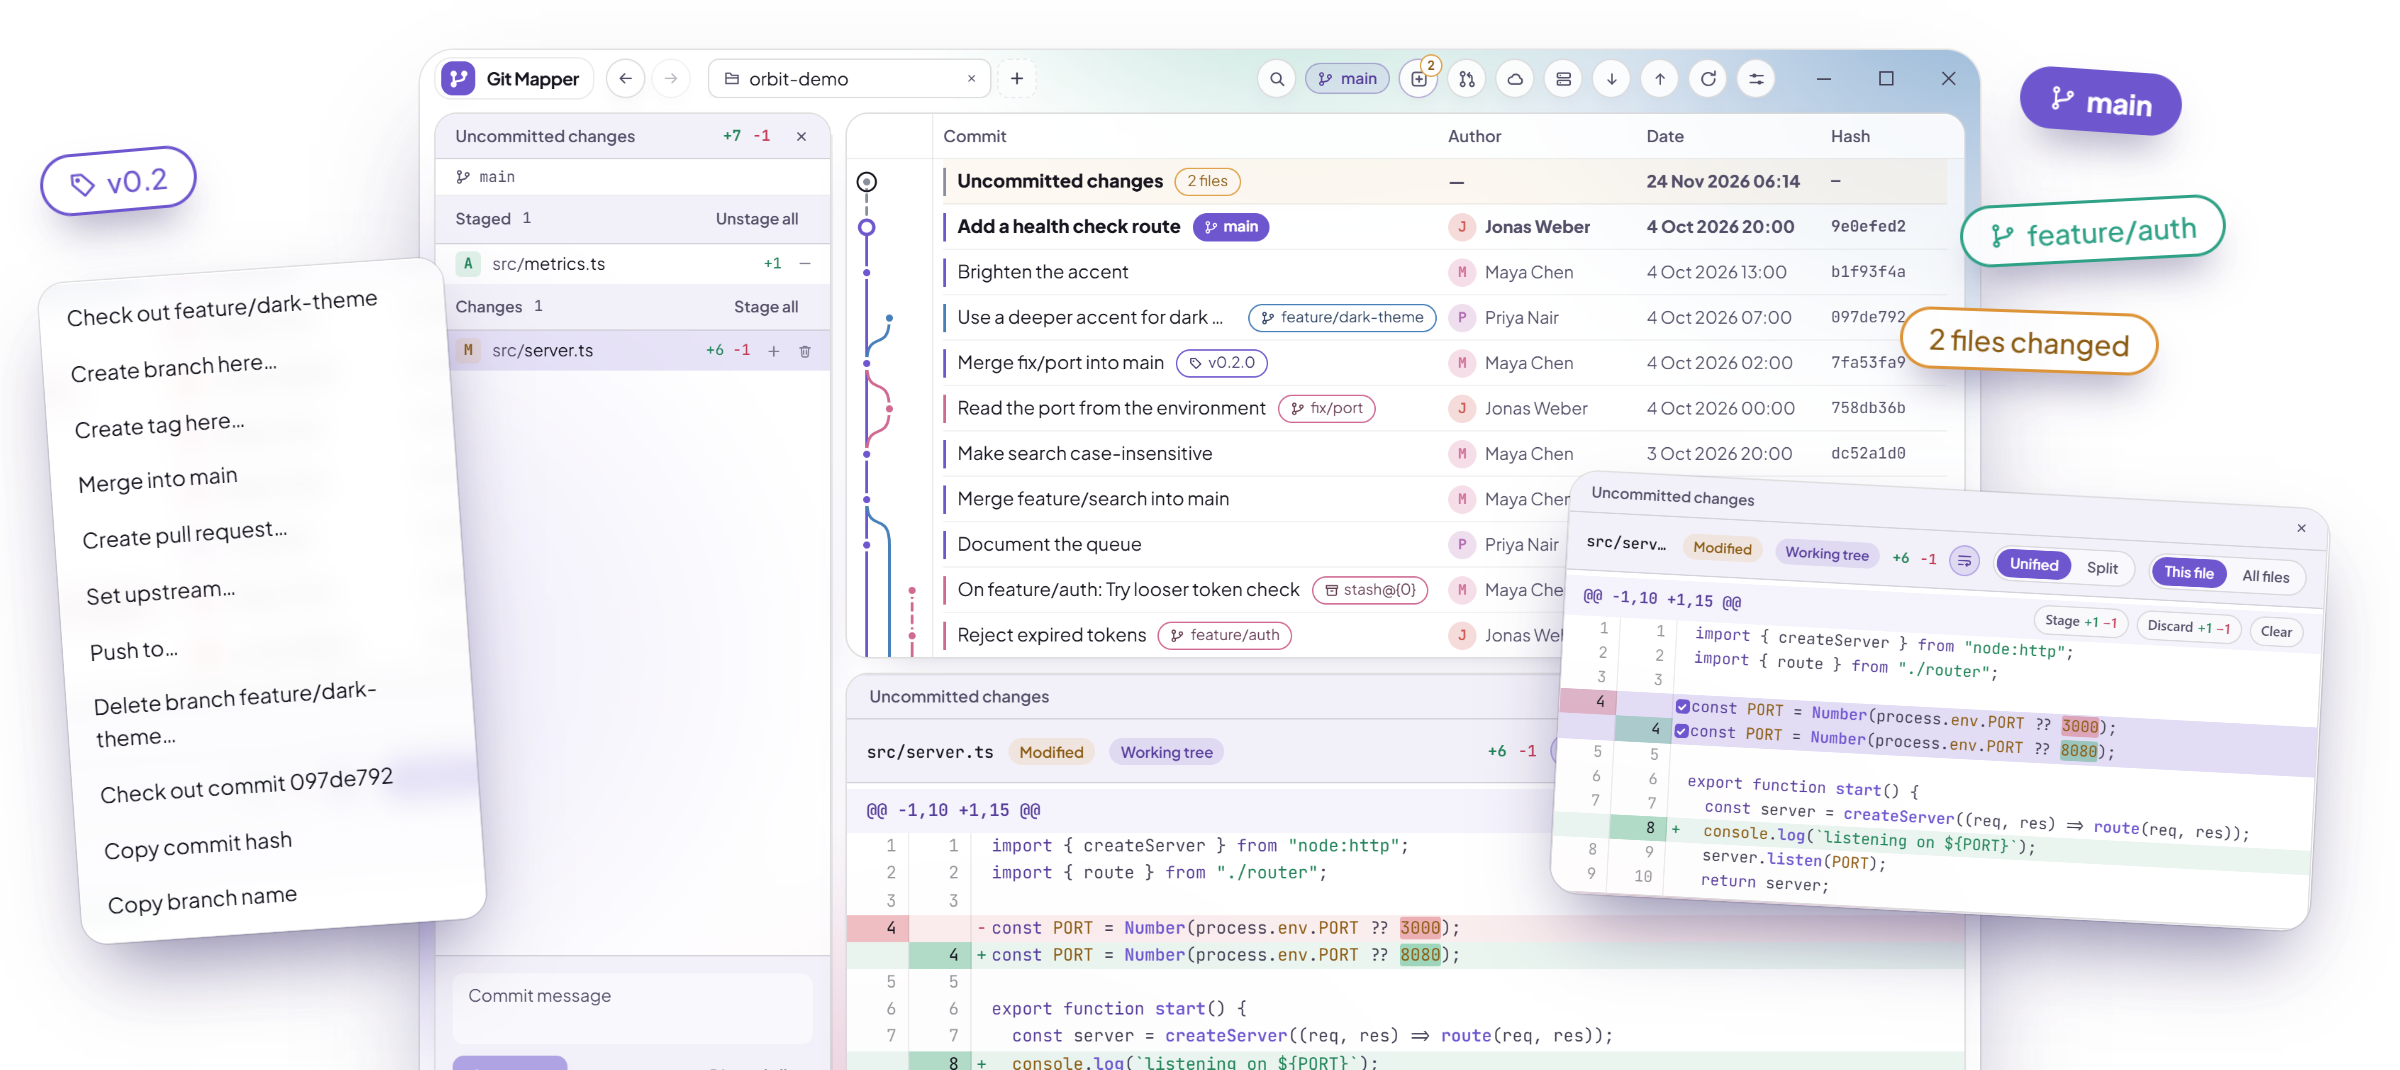 Git Mapper
orbit-demo
main
2
main
v0.2
feature/auth
2 files changed
Check out feature/dark-theme
Create branch here...
Create tag here...
Merge into main
Create pull request...
Set upstream...
Push to...
Delete branch feature/dark-
theme...
Check out commit 097de792
Copy commit hash
Copy branch name
Uncommitted changes +7 -1
main
Staged 1 Unstage all
A src/metrics.ts +1
Changes 1 Stage all
M src/server.ts +6 -1
Commit message
Commit Author Date Hash
Uncommitted changes 2 files — 24 Nov 2026 06:14 —
Add a health check route main J Jonas Weber 4 Oct 2026 20:00 9e0efed2
Brighten the accent M Maya Chen 4 Oct 2026 13:00 b1f93f4a
Use a deeper accent for dark ... feature/dark-theme P Priya Nair 4 Oct 2026 07:00 097de792
Merge fix/port into main v0.2.0 M Maya Chen 4 Oct 2026 02:00 7fa53fa9
Read the port from the environment fix/port J Jonas Weber 4 Oct 2026 00:00 758db36b
Make search case-insensitive M Maya Chen 3 Oct 2026 20:00 dc52a1d0
Merge feature/search into main M Maya Chen
Document the queue P Priya Nair
On feature/auth: Try looser token check stash@{0} M Maya Che
Reject expired tokens feature/auth J Jonas We
Uncommitted changes
src/server.ts Modified Working tree +6 -1
@@ -1,10 +1,15 @@
1 1 import { createServer } from "node:http";
2 2 import { route } from "./router";
3 3
4 - const PORT = Number(process.env.PORT ?? 3000);
4 + const PORT = Number(process.env.PORT ?? 8080);
5 5
6 6 export function start() {
7 7 const server = createServer((req, res) => route(req, res));
8 + console.log(`listening on ${PORT}`);
Uncommitted changes
src/serv... Modified Working tree +6 -1 Unified Split This file All files
@@ -1,10 +1,15 @@ Stage +1 −1 Discard +1 −1 Clear
1 1 import { createServer } from "node:http";
2 2 import { route } from "./router";
3 3
4 const PORT = Number(process.env.PORT ?? 3000);
4 const PORT = Number(process.env.PORT ?? 8080);
5 5
6 6 export function start() {
7 7 const server = createServer((req, res) => route(req, res));
8 + console.log(`listening on ${PORT}`);
8 9 server.listen(PORT);
9 10 return server;